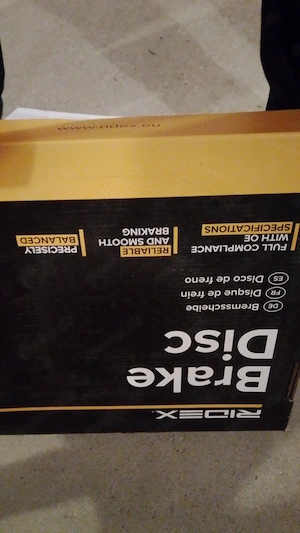 RIDEX
Brake
Disc
DE Bremsscheibe
FR Disque de frein
ES Disco de freno
FULL COMPLIANCE
WITH OE
SPECIFICATIONS
RELIABLE
AND SMOOTH
BRAKING
PRECISELY
BALANCED
www.ridex.eu